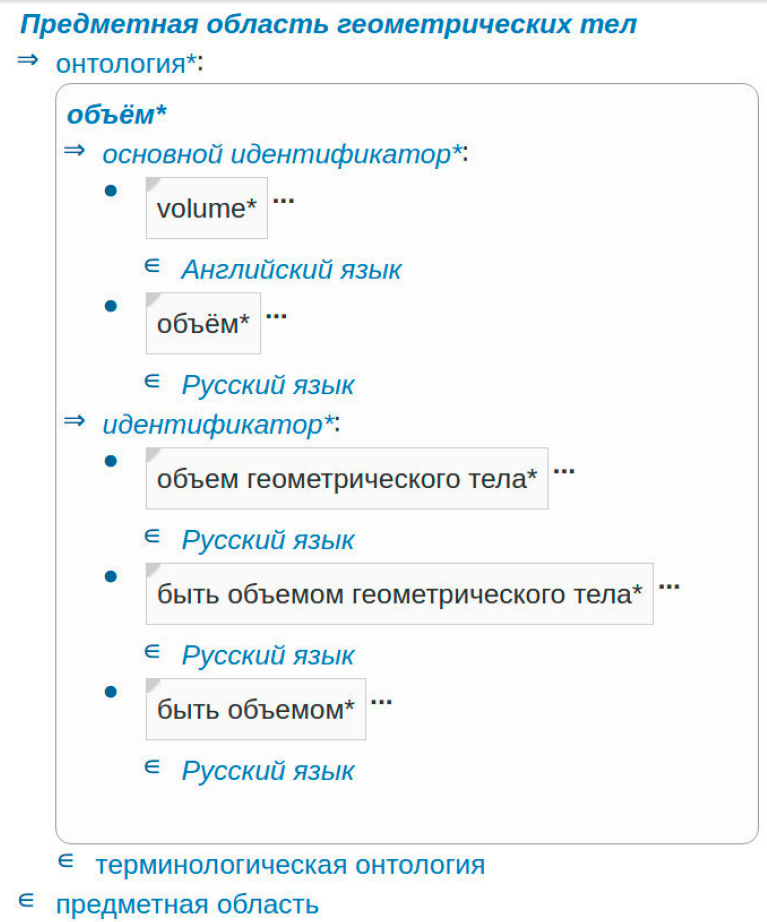 Предметная область геометрических тел
⇒ онтология*:
объём*
⇒ основной идентификатор*:
• volume* ...
∈ Английский язык
• объём* ...
∈ Русский язык
⇒ идентификатор*:
• объем геометрического тела* ...
∈ Русский язык
• быть объемом геометрического тела* ...
∈ Русский язык
• быть объемом* ...
∈ Русский язык
∈ терминологическая онтология
∈ предметная область